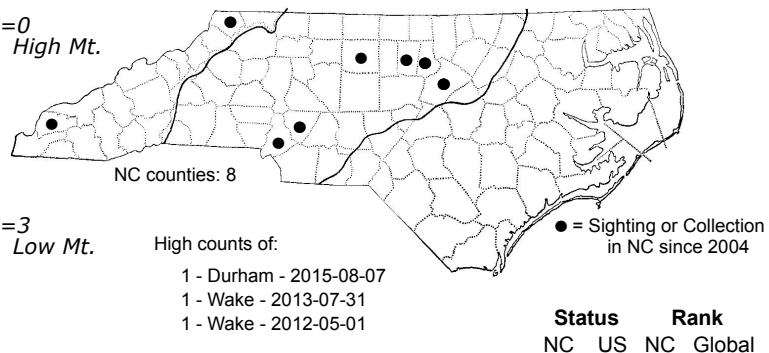 =0
High Mt.
NC counties: 8
=3
Low Mt.
High counts of:
1 - Durham - 2015-08-07
1 - Wake - 2013-07-31
1 - Wake - 2012-05-01
● = Sighting or Collection
in NC since 2004
Status Rank
NC US NC Global